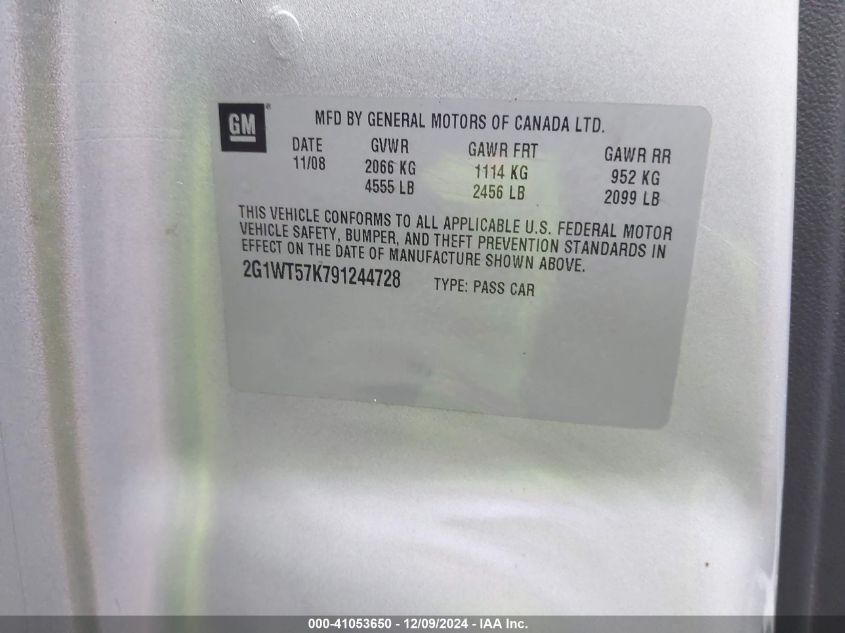 GM ®
MFD BY GENERAL MOTORS OF CANADA LTD.
DATE GVWR GAWR FRT GAWR RR
11/08 2066 KG 1114 KG 952 KG
4555 LB 2456 LB 2099 LB
THIS VEHICLE CONFORMS TO ALL APPLICABLE U.S. FEDERAL MOTOR
VEHICLE SAFETY, BUMPER, AND THEFT PREVENTION STANDARDS IN
EFFECT ON THE DATE OF MANUFACTURE SHOWN ABOVE.
2G1WT57K791244728 TYPE: PASS CAR
000-41053650 - 12/09/2024 - IAA Inc.